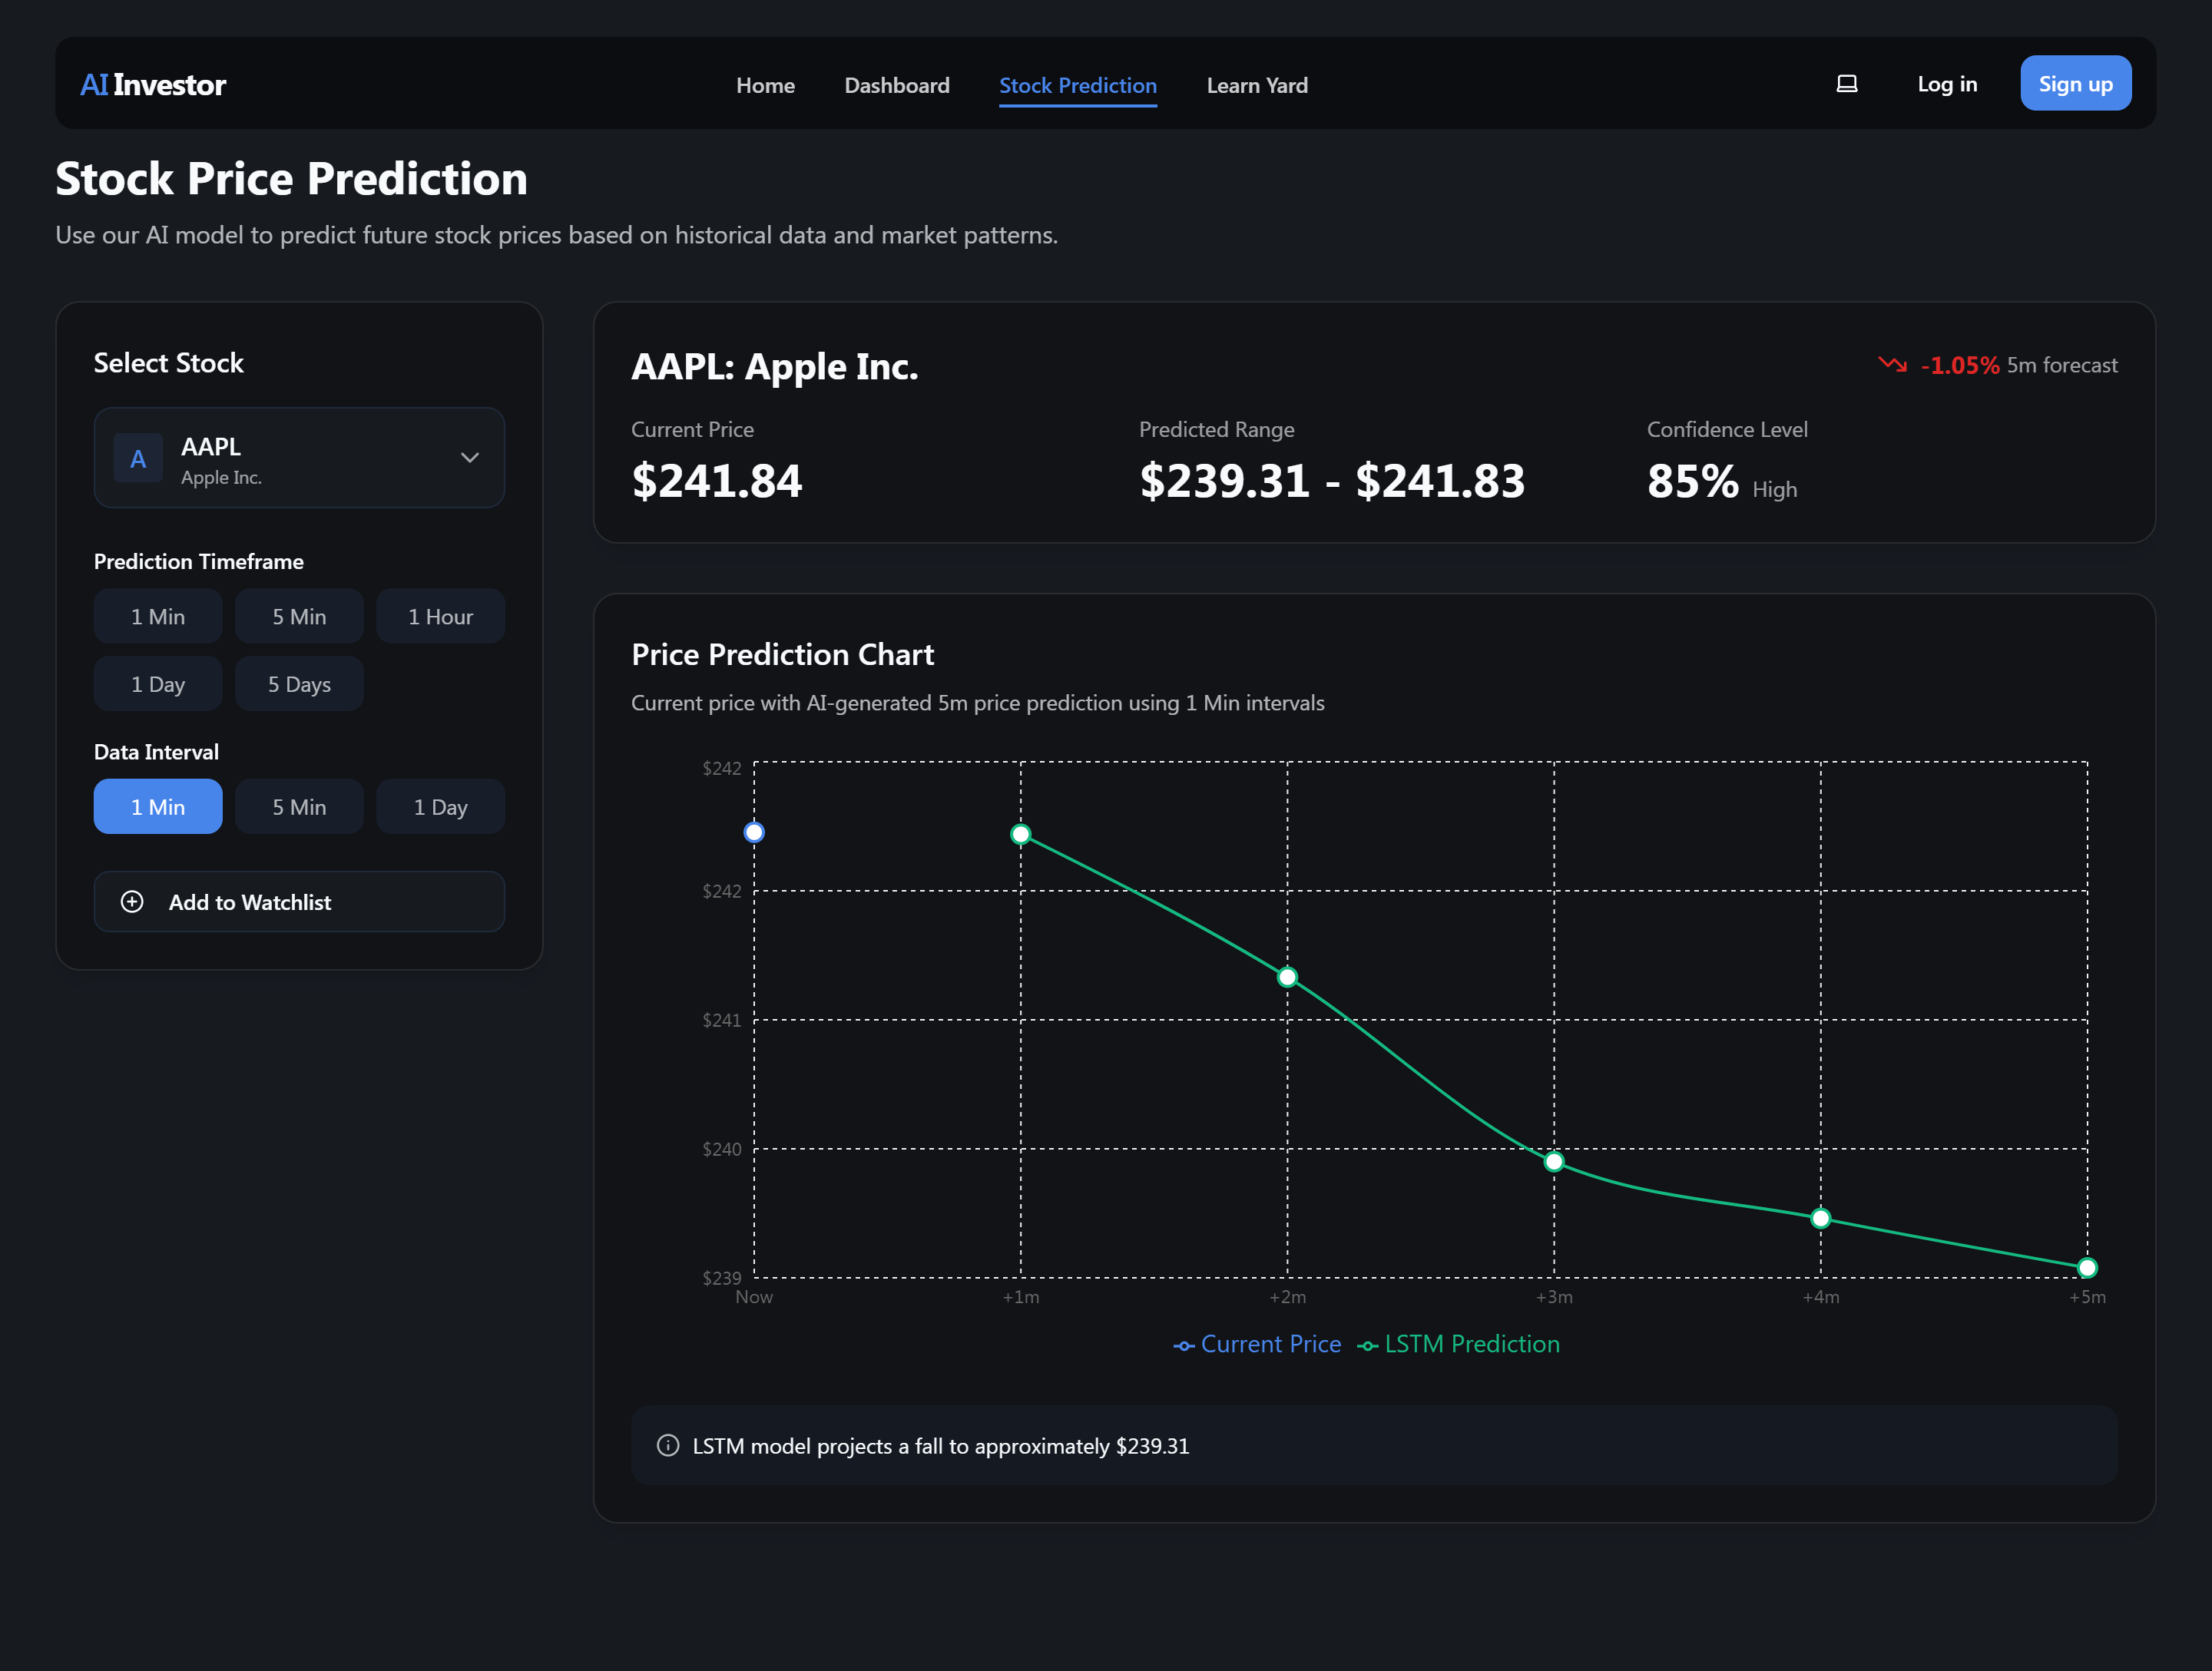 AI Investor
Home
Dashboard
Stock Prediction
Learn Yard
Log in
Sign up
Stock Price Prediction
Use our AI model to predict future stock prices based on historical data and market patterns.
Select Stock
A
AAPL
Apple Inc.
Prediction Timeframe
1 Min
5 Min
1 Hour
1 Day
5 Days
Data Interval
1 Min
5 Min
1 Day
Add to Watchlist
AAPL: Apple Inc.
-1.05% 5m forecast
Current Price
$241.84
Predicted Range
$239.31 - $241.83
Confidence Level
85% High
Price Prediction Chart
Current price with AI-generated 5m price prediction using 1 Min intervals
$242
$242
$241
$240
$239
Now
+1m
+2m
+3m
+4m
+5m
Current Price
LSTM Prediction
LSTM model projects a fall to approximately $239.31